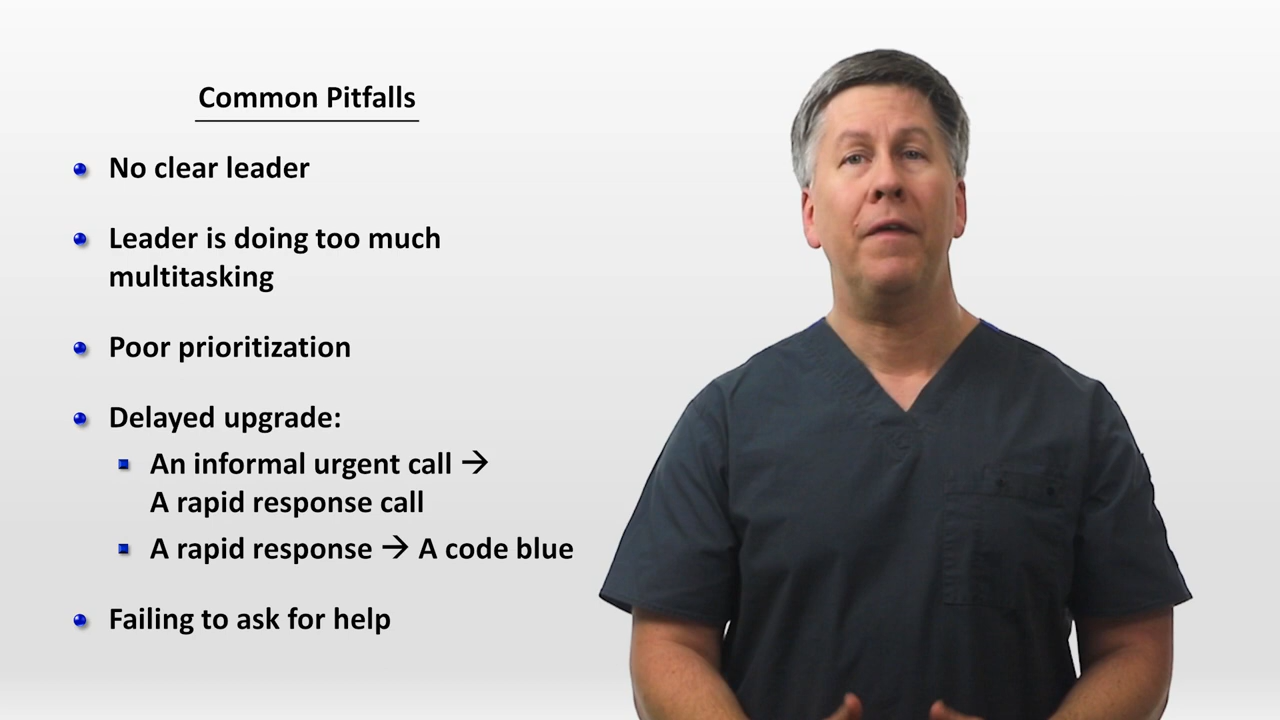 Common Pitfalls
No clear leader
Leader is doing too much
multitasking
Poor prioritization
Delayed upgrade:
An informal urgent call →
A rapid response call
A rapid response → A code blue
Failing to ask for help